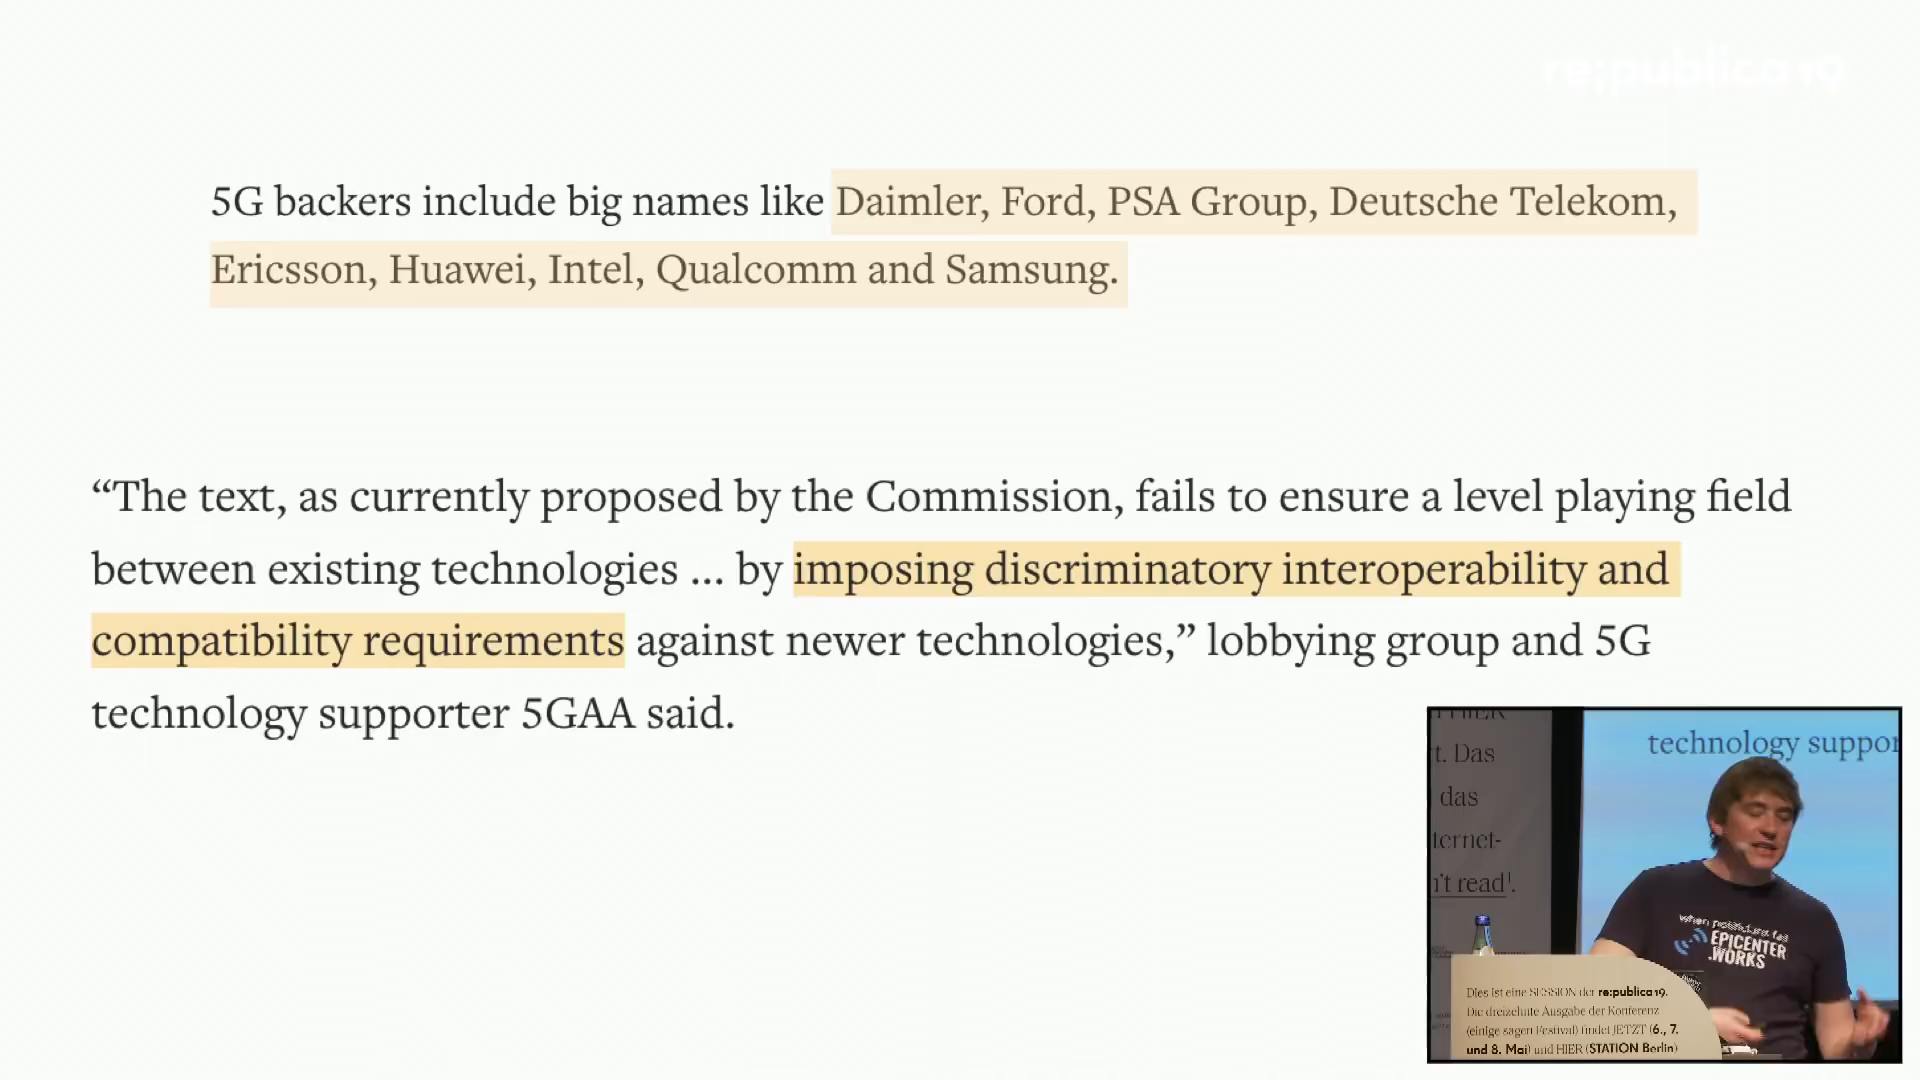 re;publica 19
5G backers include big names like Daimler, Ford, PSA Group, Deutsche Telekom,
Ericsson, Huawei, Intel, Qualcomm and Samsung.
“The text, as currently proposed by the Commission, fails to ensure a level playing field
between existing technologies ... by imposing discriminatory interoperability and
compatibility requirements against newer technologies,” lobbying group and 5G
technology supporter 5GAA said.
technology suppor
t. Das
das
ternet-
n't read¹.
when
EPICENTER
.WORKS
Dies ist eine SESSION der re:publica 19.
Die dreizehnte Ausgabe der Konferenz
(einige sagen Festival) findet JETZT (6., 7.
und 8. Mai) und HIER (STATION Berlin)